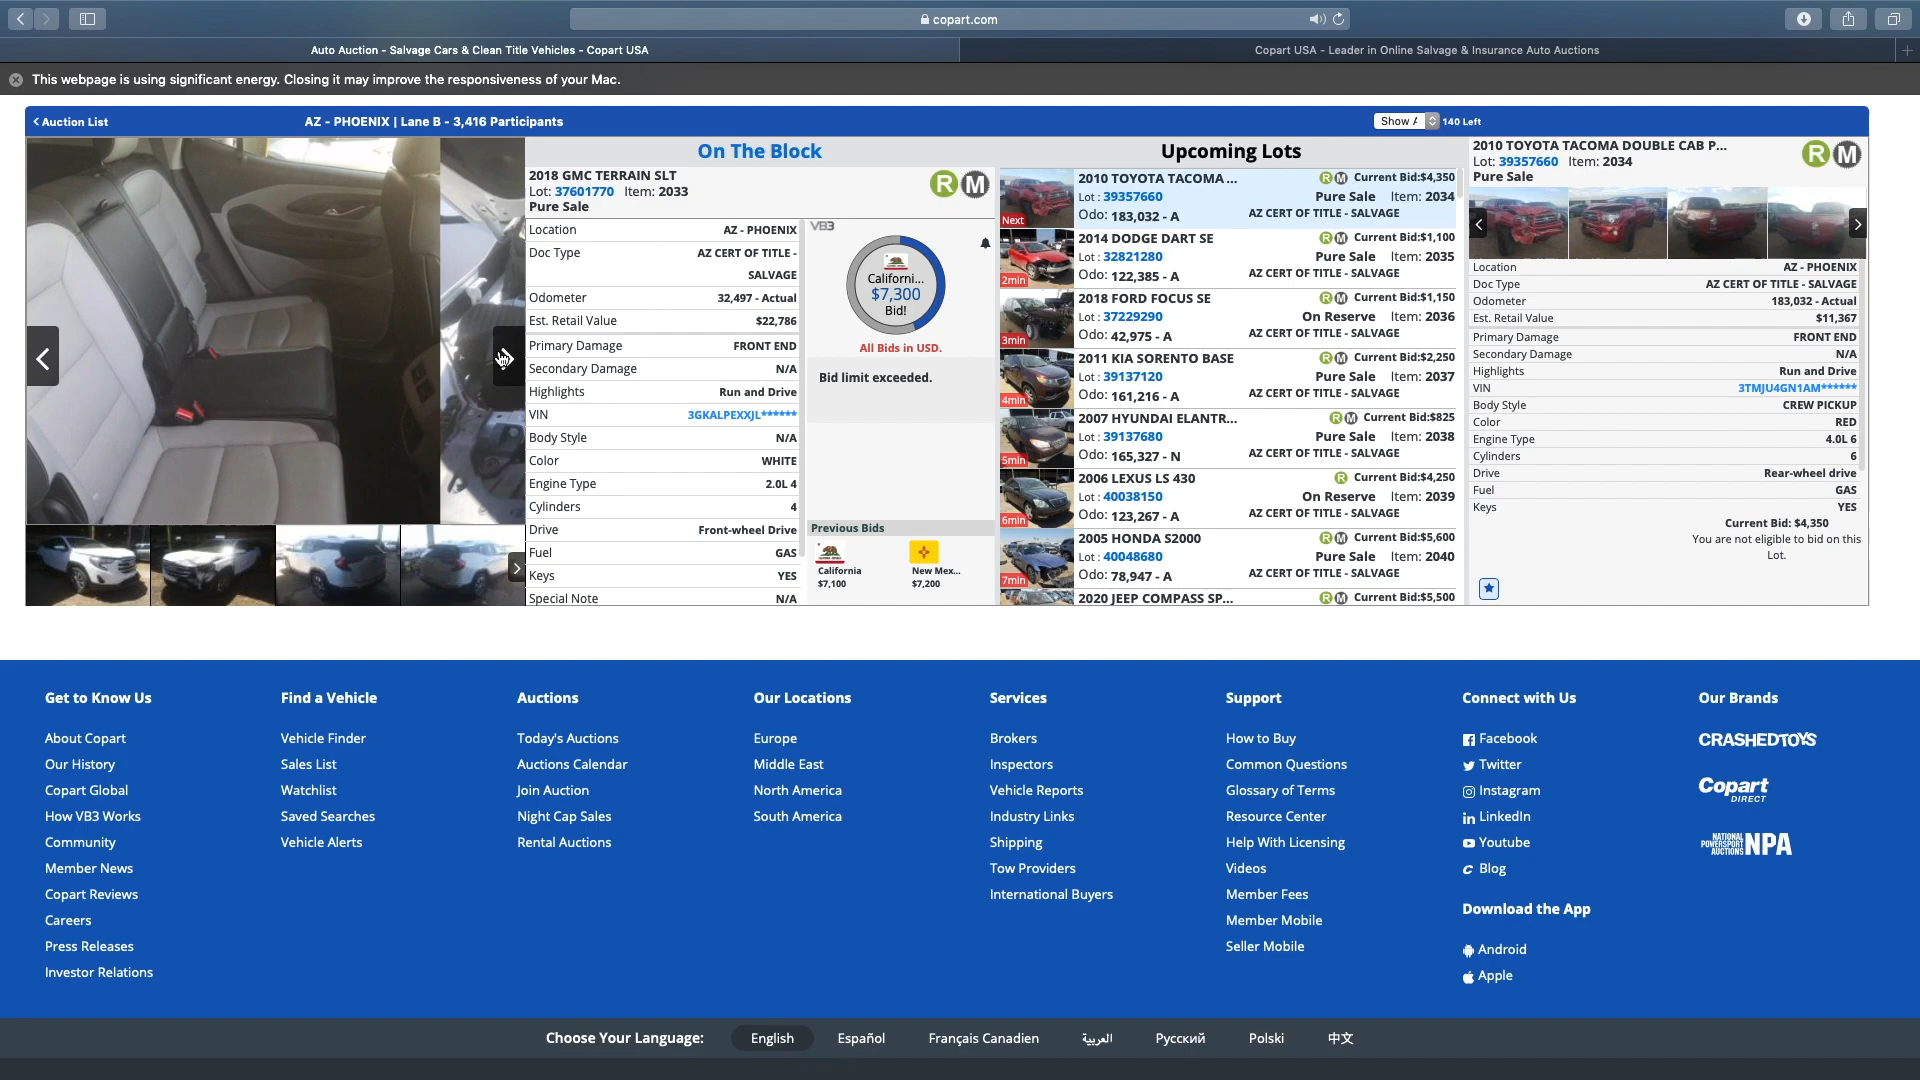 copart.com
Auto Auction - Salvage Cars & Clean Title Vehicles - Copart USA
Copart USA - Leader in Online Salvage & Insurance Auto Auctions
This webpage is using significant energy. Closing it may improve the responsiveness of your Mac.
Auction List
AZ - PHOENIX | Lane B - 3,416 Participants
Show
140 Left
On The Block
2018 GMC TERRAIN SLT
Lot: 37601770 Item: 2033
Pure Sale
R M
Location AZ - PHOENIX
Doc Type AZ CERT OF TITLE -
SALVAGE
Odometer 32,497 - Actual
Est. Retail Value $22,786
Primary Damage FRONT END
Secondary Damage N/A
Highlights Run and Drive
VIN 3GKALPEXXJL******
Body Style N/A
Color WHITE
Engine Type 2.0L 4
Cylinders 4
Drive Front-wheel Drive
Fuel GAS
Keys YES
Special Note N/A
VB3
Californi...
$7,300
Bid!
All Bids in USD.
Bid limit exceeded.
Previous Bids
California
$7,100
New Mex...
$7,200
Upcoming Lots
2010 TOYOTA TACOMA ... R M Current Bid:$4,350
Lot : 39357660 Pure Sale Item: 2034
Next Odo: 183,032 - A AZ CERT OF TITLE - SALVAGE
2014 DODGE DART SE R M Current Bid:$1,100
Lot : 32821280 Pure Sale Item: 2035
2min Odo: 122,385 - A AZ CERT OF TITLE - SALVAGE
2018 FORD FOCUS SE R M Current Bid:$1,150
Lot : 37229290 On Reserve Item: 2036
3min Odo: 42,975 - A AZ CERT OF TITLE - SALVAGE
2011 KIA SORENTO BASE R M Current Bid:$2,250
Lot : 39137120 Pure Sale Item: 2037
4min Odo: 161,216 - A AZ CERT OF TITLE - SALVAGE
2007 HYUNDAI ELANTR... R M Current Bid:$825
Lot : 39137680 Pure Sale Item: 2038
5min Odo: 165,327 - N AZ CERT OF TITLE - SALVAGE
2006 LEXUS LS 430 R Current Bid:$4,250
Lot : 40038150 On Reserve Item: 2039
6min Odo: 123,267 - A AZ CERT OF TITLE - SALVAGE
2005 HONDA S2000 R M Current Bid:$5,600
Lot : 40048680 Pure Sale Item: 2040
7min Odo: 78,947 - A AZ CERT OF TITLE - SALVAGE
2020 JEEP COMPASS SP... R M Current Bid:$5,500
2010 TOYOTA TACOMA DOUBLE CAB P...
Lot: 39357660 Item: 2034
Pure Sale
R M
Location AZ - PHOENIX
Doc Type AZ CERT OF TITLE - SALVAGE
Odometer 183,032 - Actual
Est. Retail Value $11,367
Primary Damage FRONT END
Secondary Damage N/A
Highlights Run and Drive
VIN 3TMJU4GN1AM******
Body Style CREW PICKUP
Color RED
Engine Type 4.0L 6
Cylinders 6
Drive Rear-wheel drive
Fuel GAS
Keys YES
Current Bid: $4,350
You are not eligible to bid on this
Lot.
Get to Know Us
About Copart
Our History
Copart Global
How VB3 Works
Community
Member News
Copart Reviews
Careers
Press Releases
Investor Relations
Find a Vehicle
Vehicle Finder
Sales List
Watchlist
Saved Searches
Vehicle Alerts
Auctions
Today's Auctions
Auctions Calendar
Join Auction
Night Cap Sales
Rental Auctions
Our Locations
Europe
Middle East
North America
South America
Services
Brokers
Inspectors
Vehicle Reports
Industry Links
Shipping
Tow Providers
International Buyers
Support
How to Buy
Common Questions
Glossary of Terms
Resource Center
Help With Licensing
Videos
Member Fees
Member Mobile
Seller Mobile
Connect with Us
Facebook
Twitter
Instagram
LinkedIn
Youtube
Blog
Download the App
Android
Apple
Our Brands
CRASHEDTOYS
Copart
DIRECT
NATIONAL
POWERSPORT
AUCTIONS NPA
Choose Your Language: English Español Français Canadien العربية Русский Polski 中文